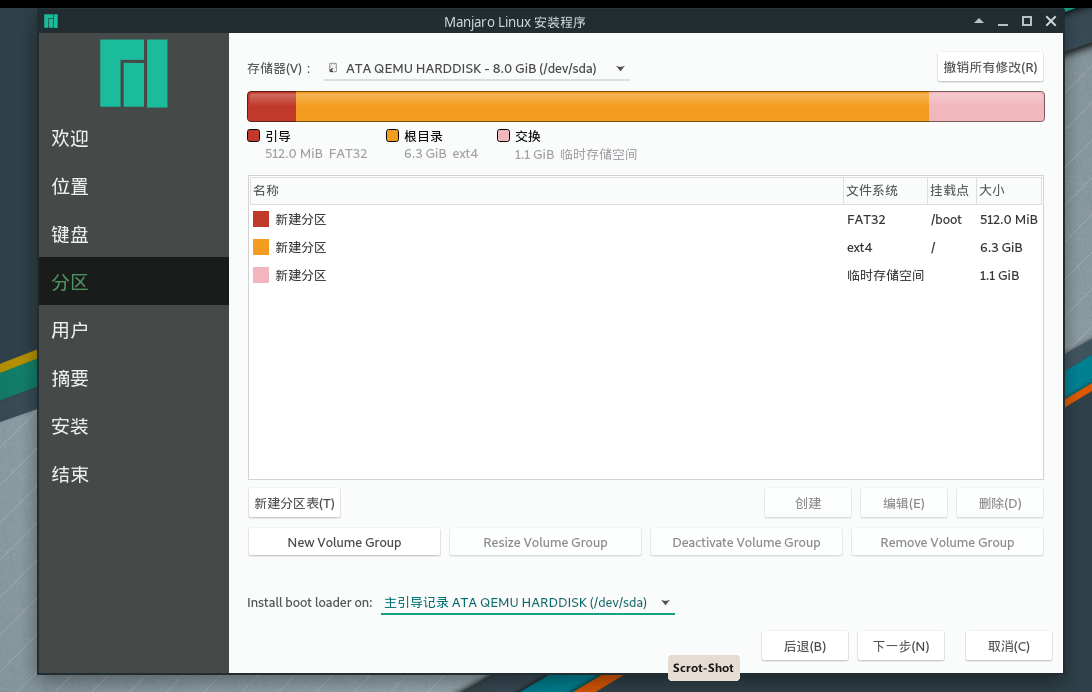 Manjaro Linux 安装程序
欢迎
位置
键盘
分区
用户
摘要
安装
结束
存储器(V)： ATA QEMU HARDDISK - 8.0 GiB (/dev/sda) 撤销所有修改(R)
引导 根目录 交换
512.0 MiB FAT32 6.3 GiB ext4 1.1 GiB 临时存储空间
名称 文件系统 挂载点 大小
新建分区 FAT32 /boot 512.0 MiB
新建分区 ext4 / 6.3 GiB
新建分区 临时存储空间 1.1 GiB
新建分区表(T) 创建 编辑(E) 删除(D)
New Volume Group Resize Volume Group Deactivate Volume Group Remove Volume Group
Install boot loader on: 主引导记录 ATA QEMU HARDDISK (/dev/sda)
后退(B) 下一步(N) 取消(C)
Scrot-Shot